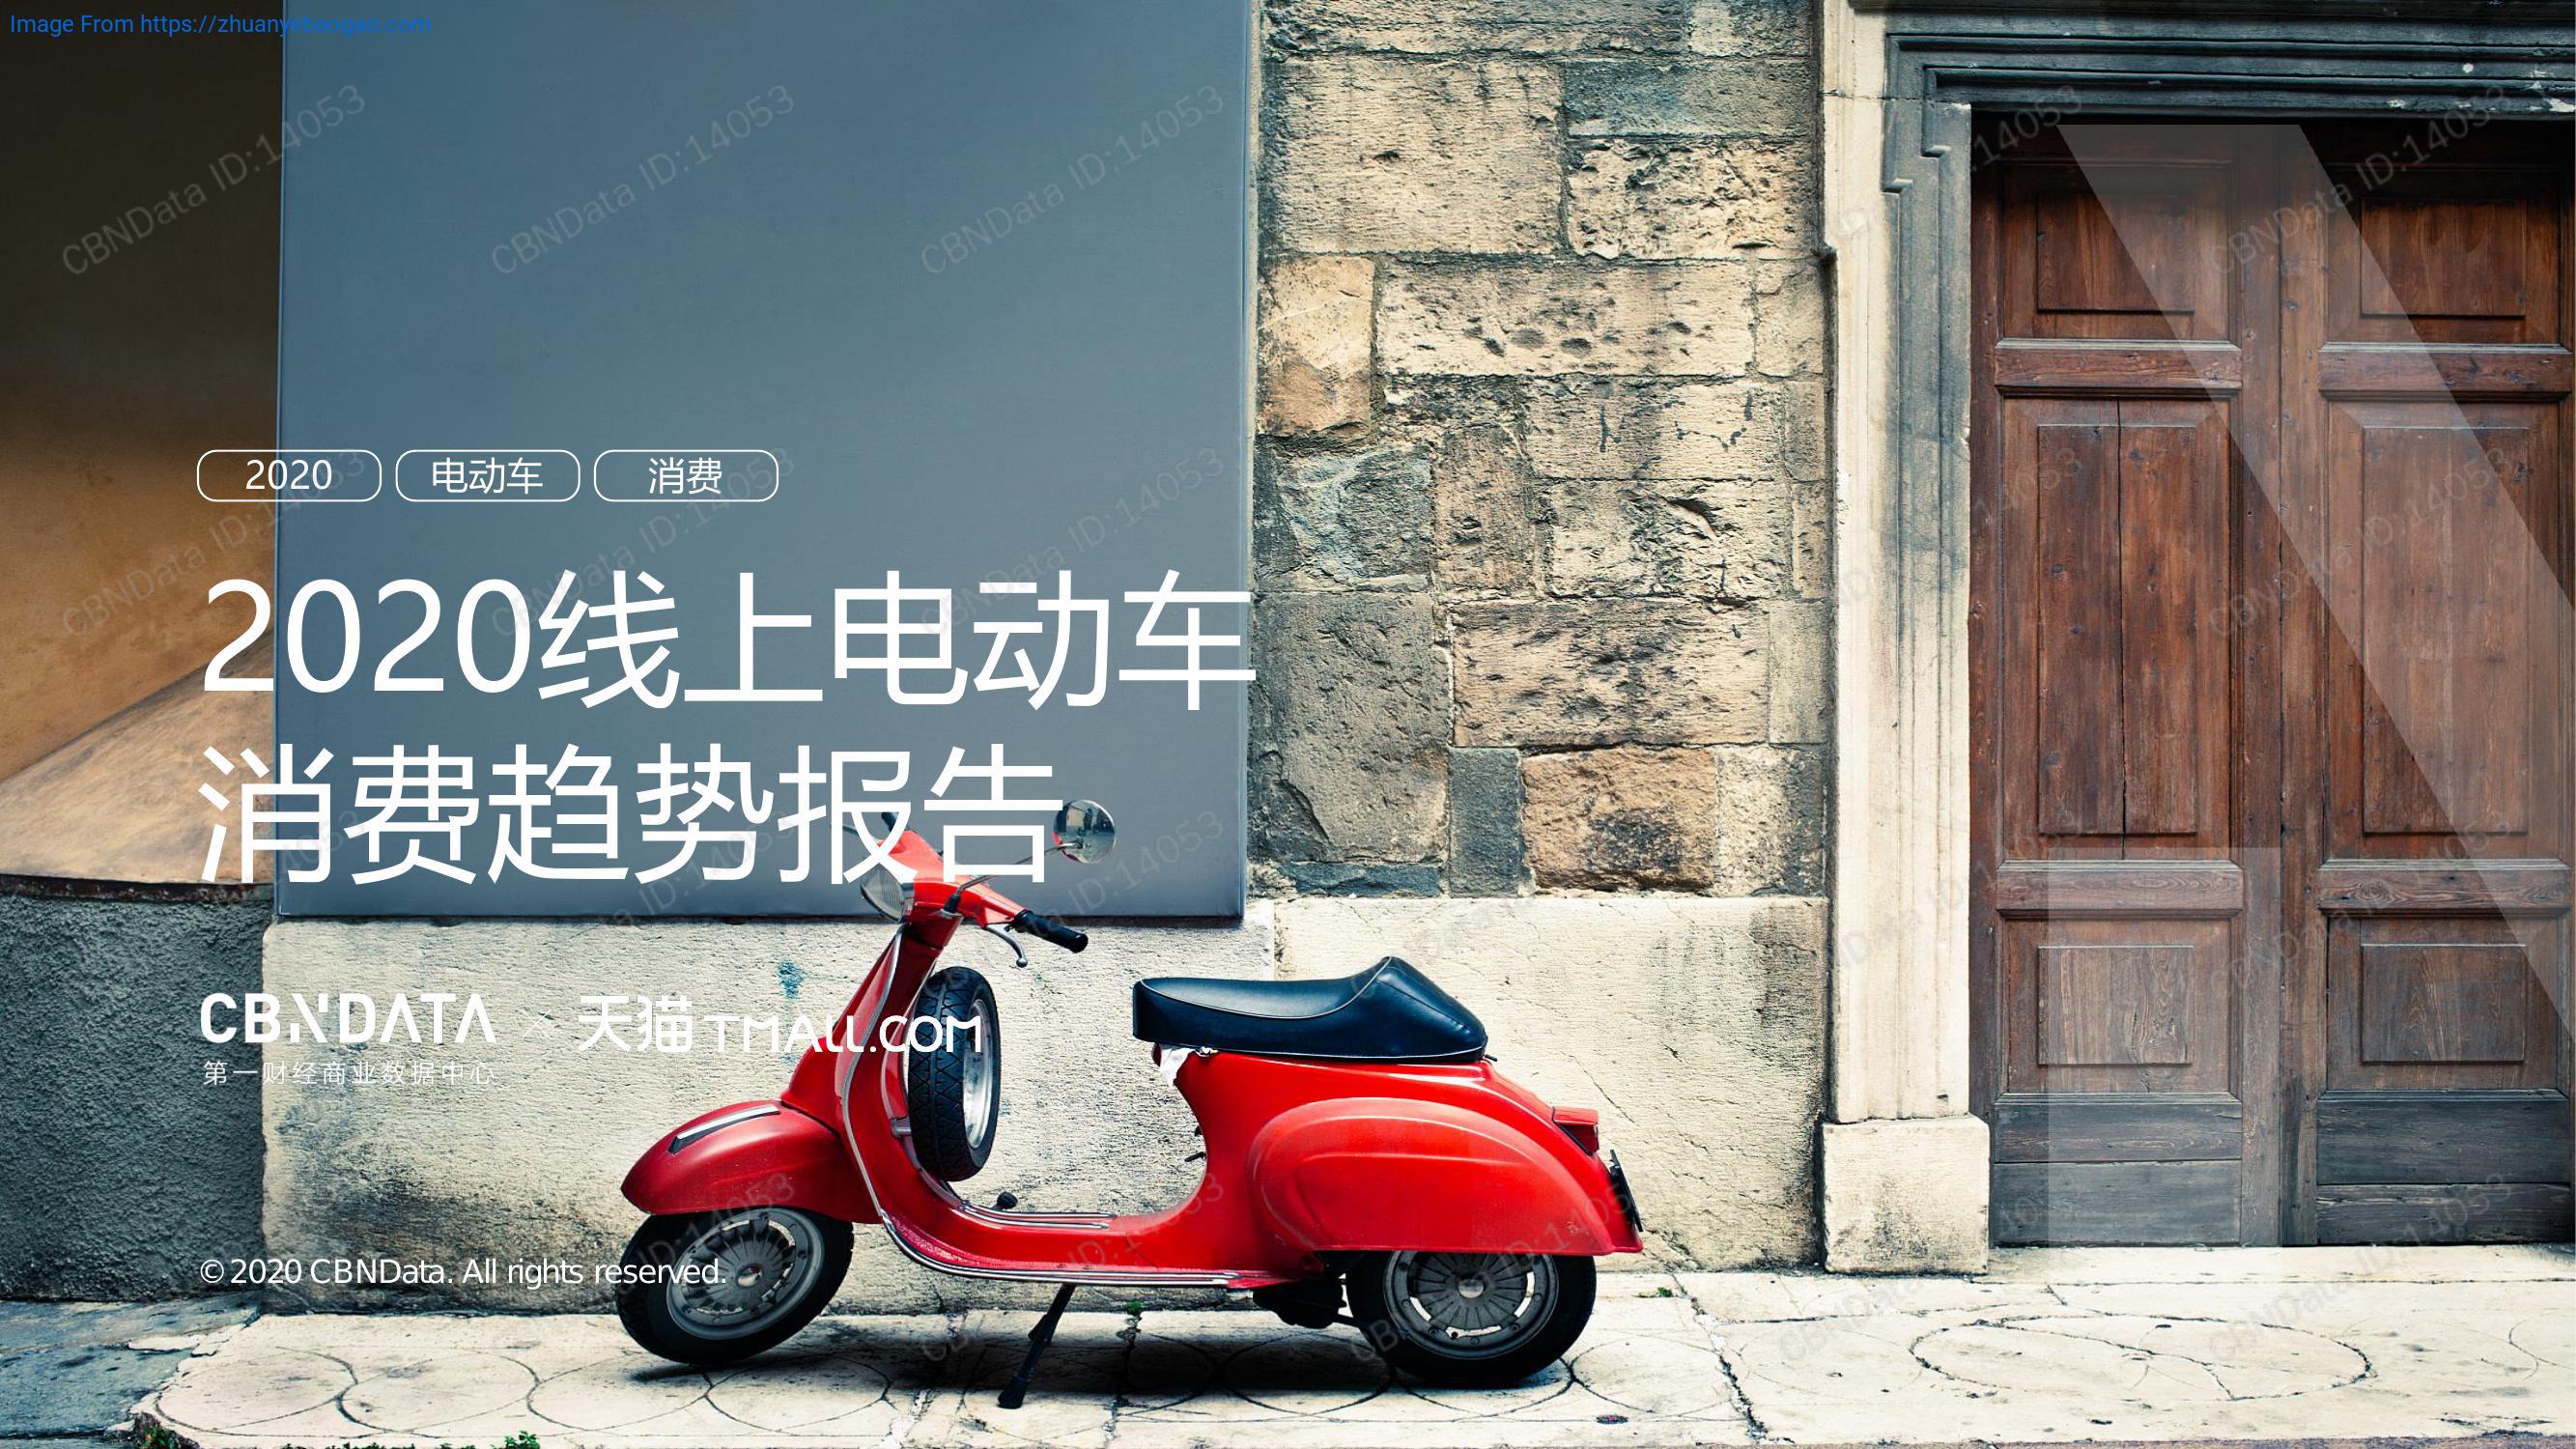 Image From https://zhuanyebaogao.com
2020 电动车 消费
2020线上电动车
消费趋势报告
CBNDATA × 天猫 TMALL.COM
第一财经商业数据中心
© 2020 CBNData. All rights reserved.
CBNData ID:14053